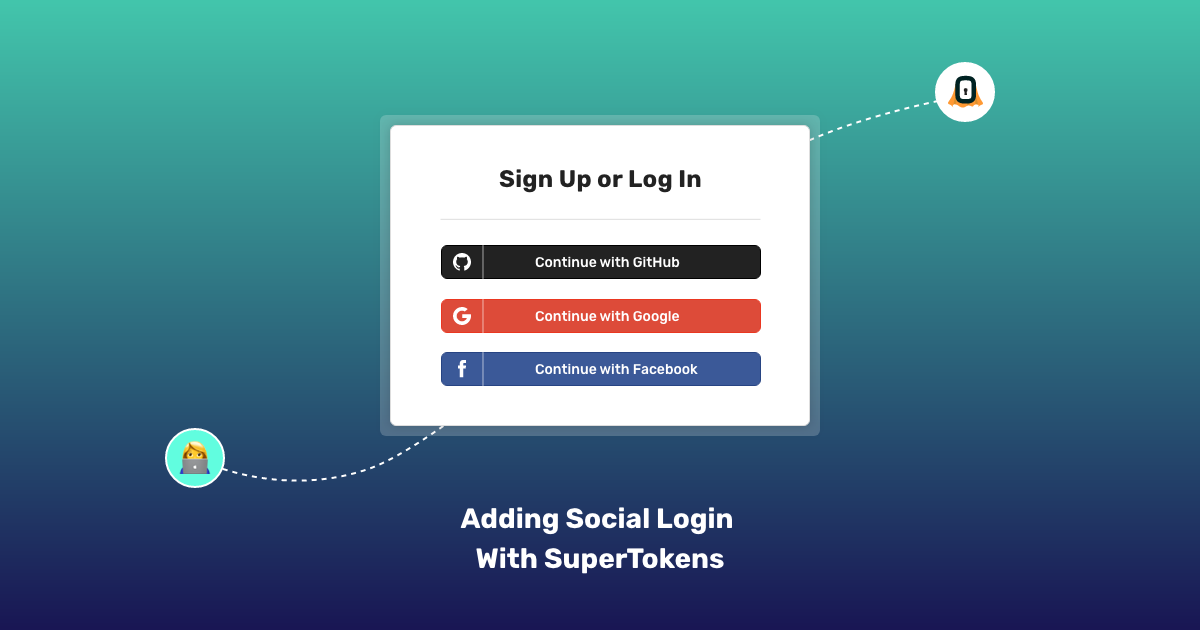 Sign Up or Log In
Continue with GitHub
Continue with Google
Continue with Facebook
Adding Social Login
With SuperTokens